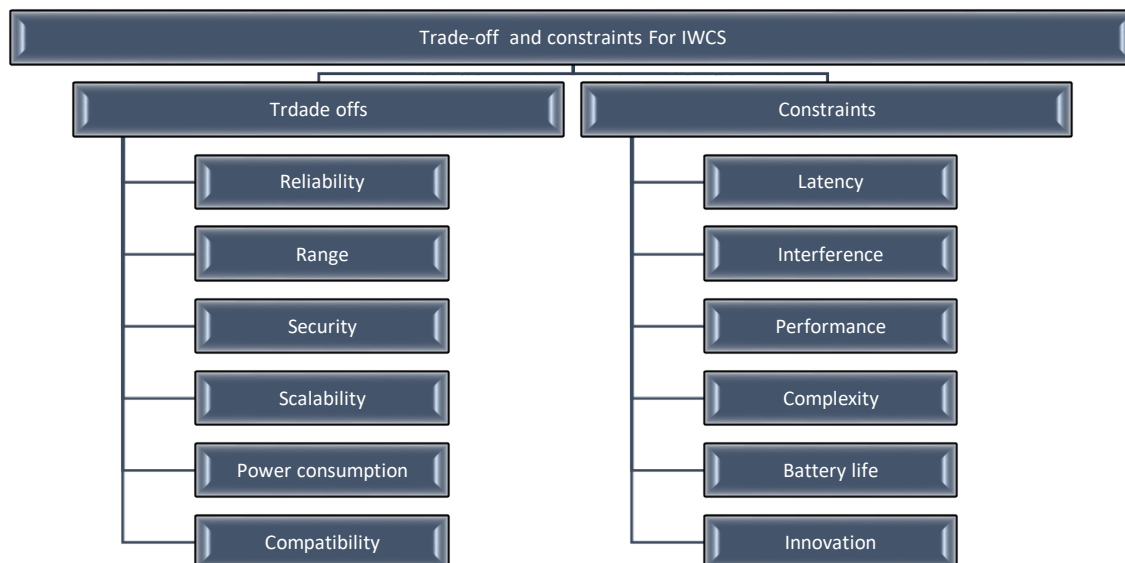 Trade-off  and constraints For IWCS
Trdade offs
Constraints
Reliability
Latency
Range
Interference
Security
Performance
Scalability
Complexity
Power consumption
Battery life
Compatibility
Innovation